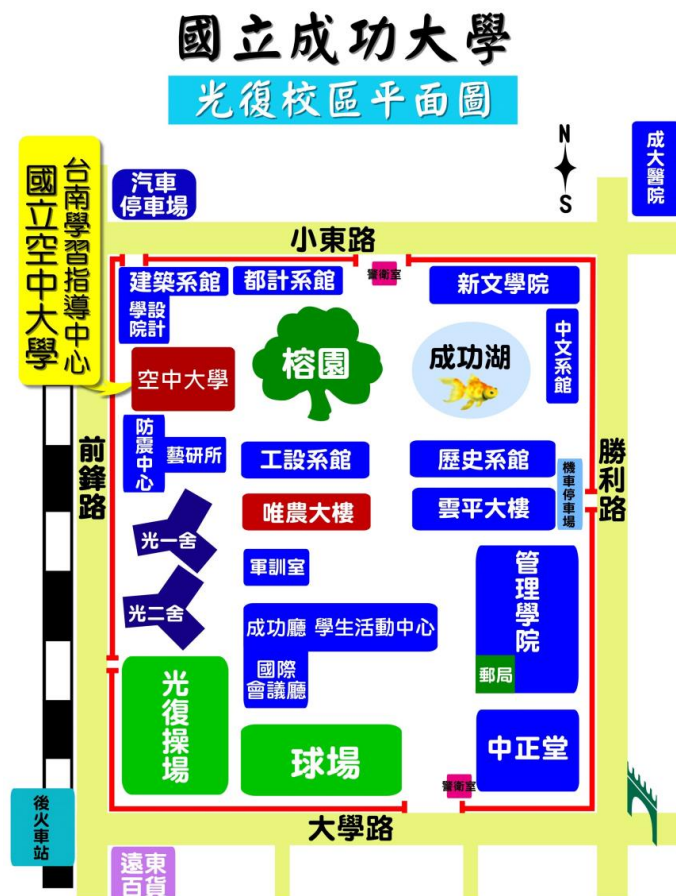 國立成功大學
光復校區平面圖
台南學習指導中心
國立空中大學
汽車
停車場
N
S
成大醫院
小東路
建築系館
都計系館
警衛室
新文學院
學設
院計
空中大學
榕園
成功湖
中文系館
前鋒路
防震中心
藝研所
工設系館
歷史系館
機車停車場
勝利路
唯農大樓
雲平大樓
光一舍
軍訓室
管理學院
光二舍
成功廳 學生活動中心
國際
會議廳
郵局
光復操場
球場
中正堂
警衛室
後火車站
大學路
遠東
百貨